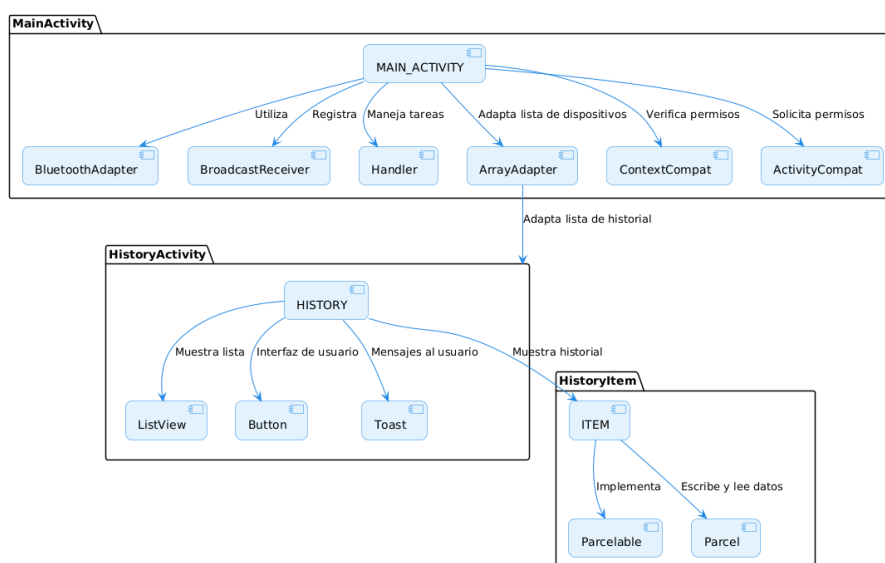 MainActivity
MAIN_ACTIVITY
Utiliza
Registra
Maneja tareas
Adapta lista de dispositivos
Verifica permisos
Solicita permisos
BluetoothAdapter
BroadcastReceiver
Handler
ArrayAdapter
ContextCompat
ActivityCompat
Adapta lista de historial
HistoryActivity
HISTORY
Muestra lista
Interfaz de usuario
Mensajes al usuario
Muestra historial
HistoryItem
ListView
Button
Toast
ITEM
Implementa
Escribe y lee datos
Parcelable
Parcel